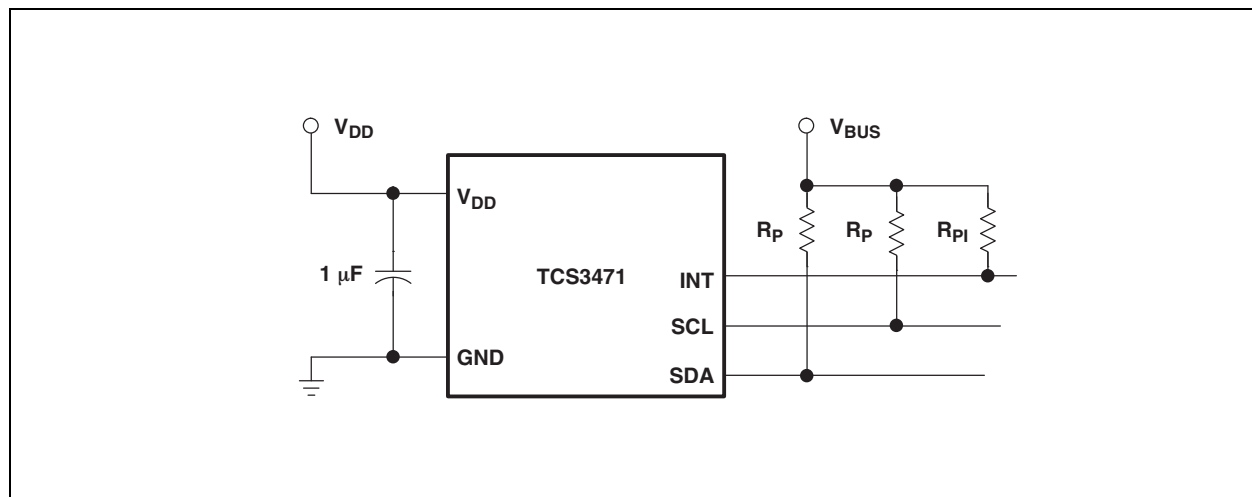 VDD
VBUS
VDD
RP
RP
RPI
1 μF
TCS3471
INT
SCL
GND
SDA